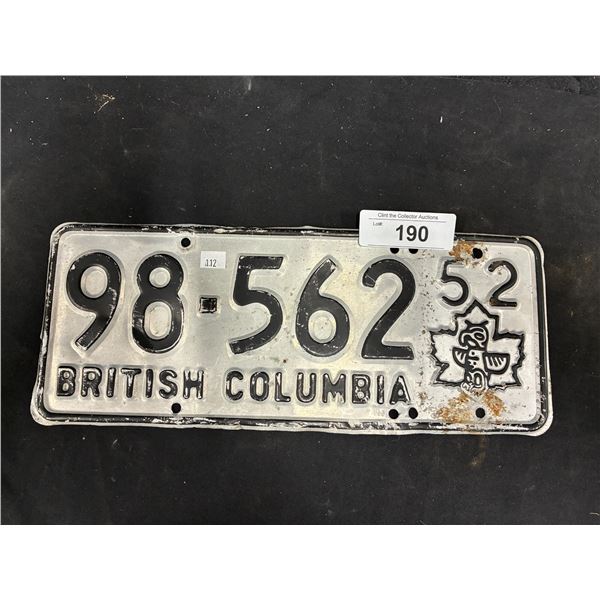 Clint the Collector Auctions
Lot#: 190
98-562 52
112
BRITISH COLUMBIA